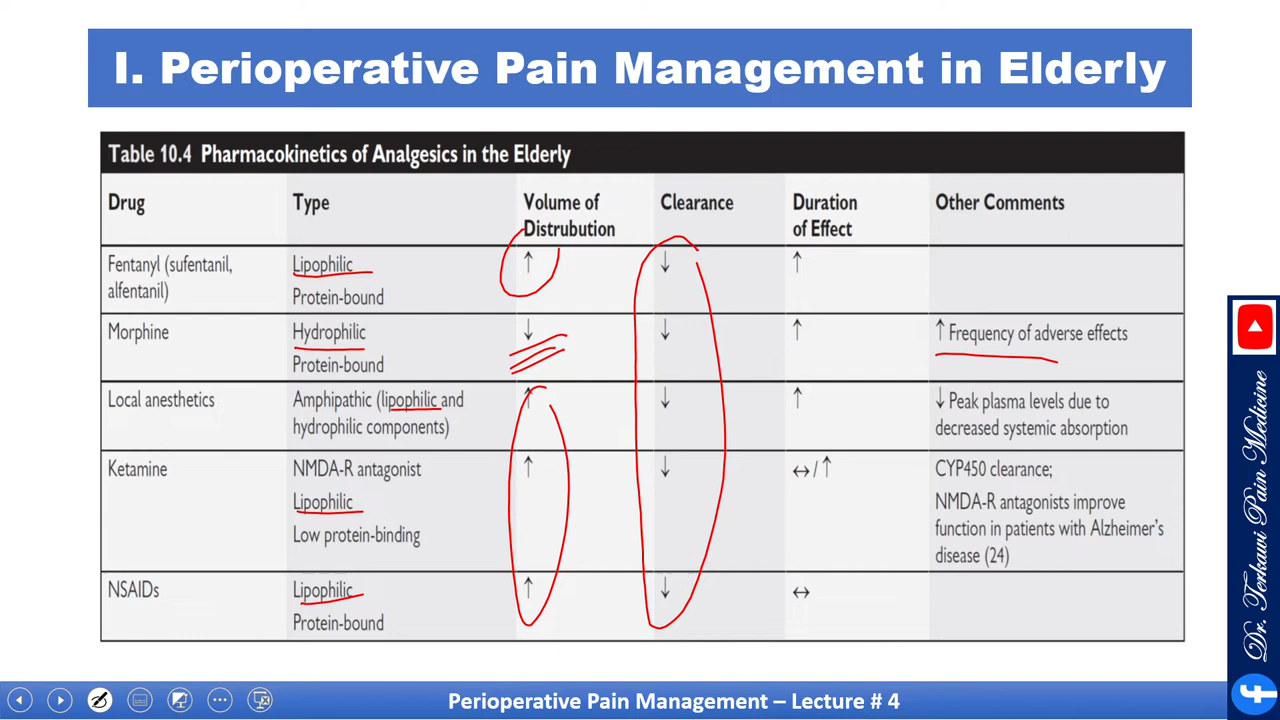 I. Perioperative Pain Management in Elderly
Table 10.4 Pharmacokinetics of Analgesics in the Elderly
Drug
Type
Volume of
Distrubution
Clearance
Duration
of Effect
Other Comments
Fentanyl (sufentanil,
alfentanil)
Lipophilic
Protein-bound
↑
↓
↑
Morphine
Hydrophilic
Protein-bound
↓
↓
↑
↑ Frequency of adverse effects
Local anesthetics
Amphipathic (lipophilic and
hydrophilic components)
↑
↓
↑
↓ Peak plasma levels due to
decreased systemic absorption
Ketamine
NMDA-R antagonist
Lipophilic
Low protein-binding
↑
↓
↔/↑
CYP450 clearance;
NMDA-R antagonists improve
function in patients with Alzheimer's
disease (24)
NSAIDs
Lipophilic
Protein-bound
↑
↓
↔
Perioperative Pain Management – Lecture # 4
Dr. Terkawi Pain Medicine